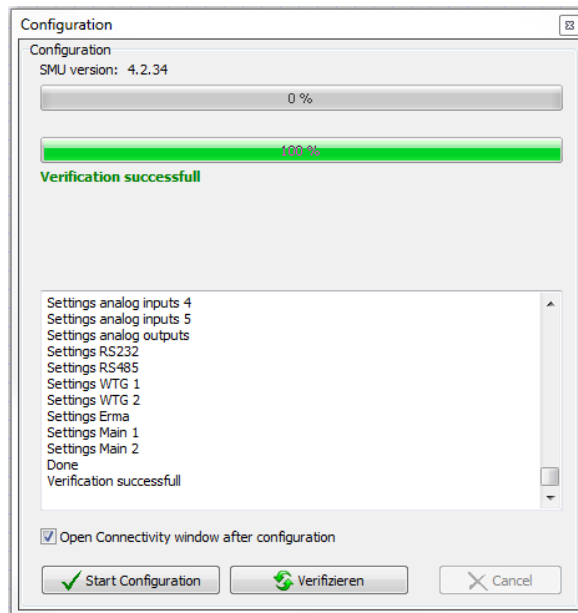 Configuration
Configuration
SMU version: 4.2.34
0 %
100 %
Verification successfull
Settings analog inputs 4
Settings analog inputs 5
Settings analog outputs
Settings RS232
Settings RS485
Settings WTG 1
Settings WTG 2
Settings Erma
Settings Main 1
Settings Main 2
Done
Verification successfull
Open Connectivity window after configuration
Start Configuration
Verifizieren
Cancel